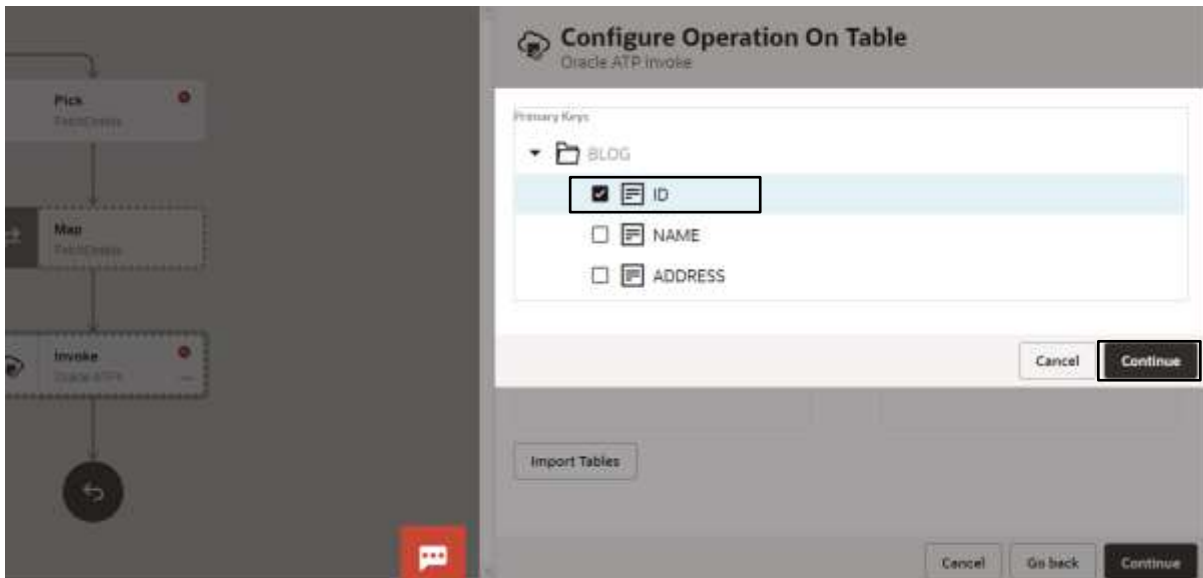 Configure Operation On Table
Oracle ATP Invoke
Pick
Primary Keys
BLOG
ID
Map
NAME
ADDRESS
Invoke
Cancel Continue
Import Tables
Cancel Go back Continue